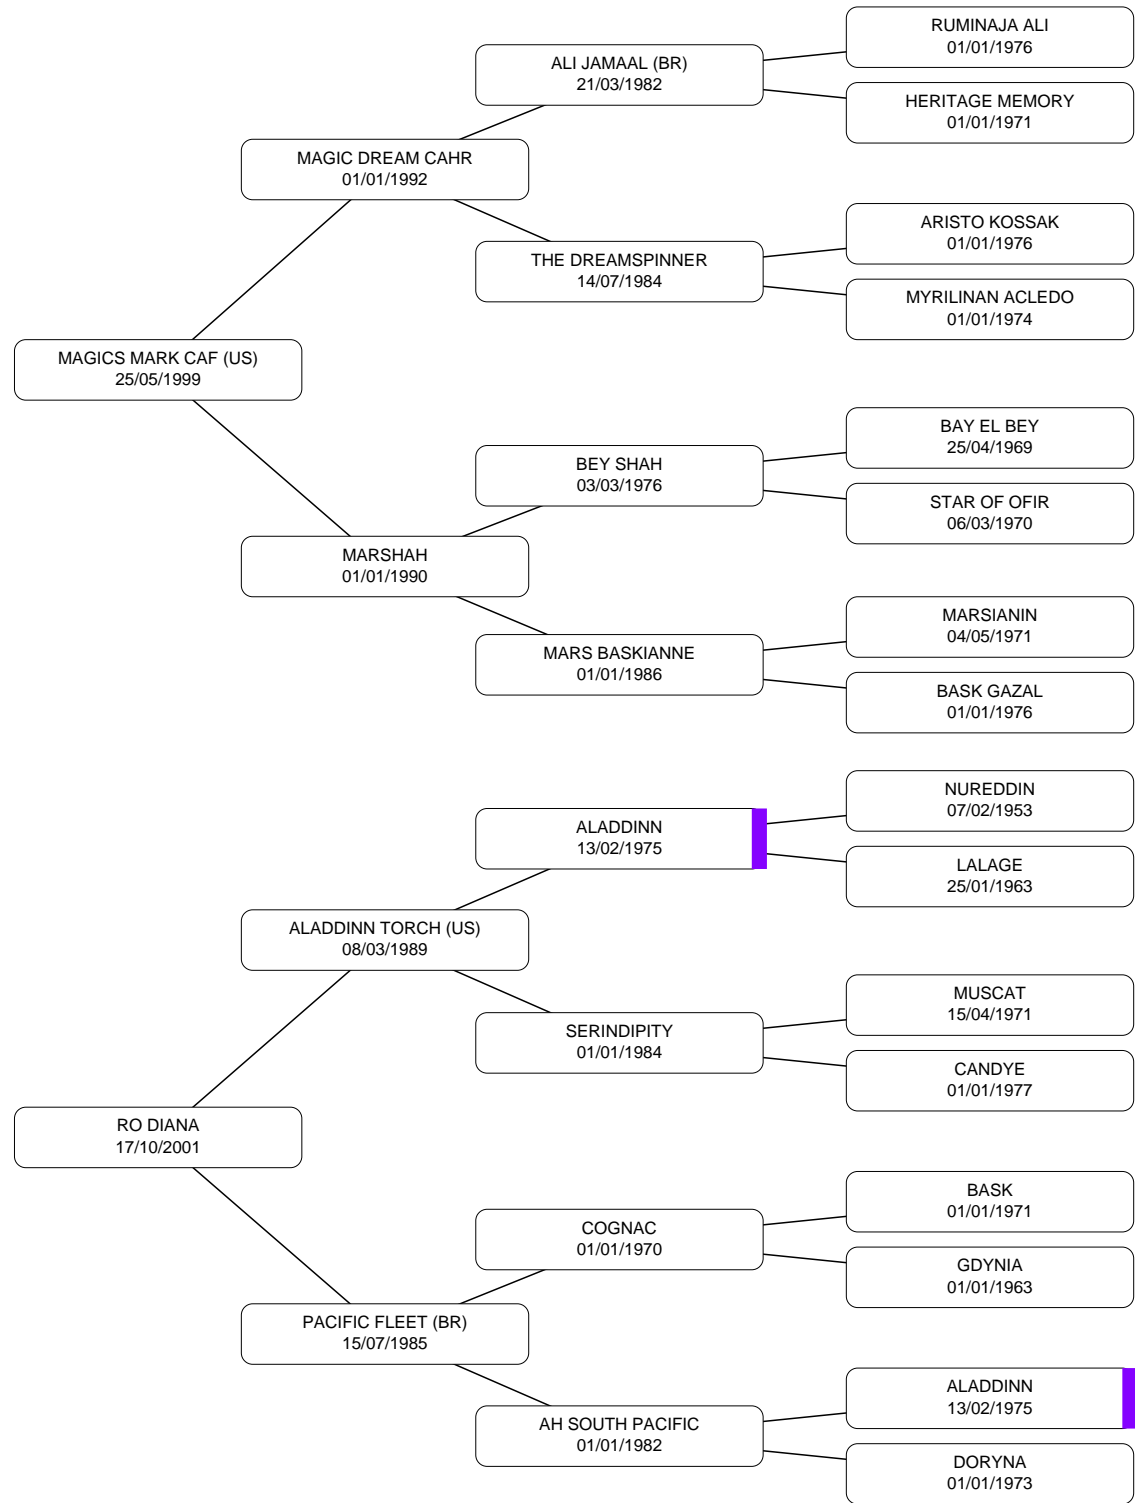 RUMINAJA ALI
01/01/1976
ALI JAMAAL (BR)
21/03/1982
HERITAGE MEMORY
01/01/1971
MAGIC DREAM CAHR
01/01/1992
ARISTO KOSSAK
01/01/1976
THE DREAMSPINNER
14/07/1984
MYRILINAN ACLEDO
01/01/1974
MAGICS MARK CAF (US)
25/05/1999
BAY EL BEY
25/04/1969
BEY SHAH
03/03/1976
STAR OF OFIR
06/03/1970
MARSHAH
01/01/1990
MARSIANIN
04/05/1971
MARS BASKIANNE
01/01/1986
BASK GAZAL
01/01/1976
NUREDDIN
07/02/1953
ALADDINN
13/02/1975
LALAGE
25/01/1963
ALADDINN TORCH (US)
08/03/1989
MUSCAT
15/04/1971
SERINDIPITY
01/01/1984
CANDYE
01/01/1977
RO DIANA
17/10/2001
BASK
01/01/1971
COGNAC
01/01/1970
GDYNIA
01/01/1963
PACIFIC FLEET (BR)
15/07/1985
ALADDINN
13/02/1975
AH SOUTH PACIFIC
01/01/1982
DORYNA
01/01/1973